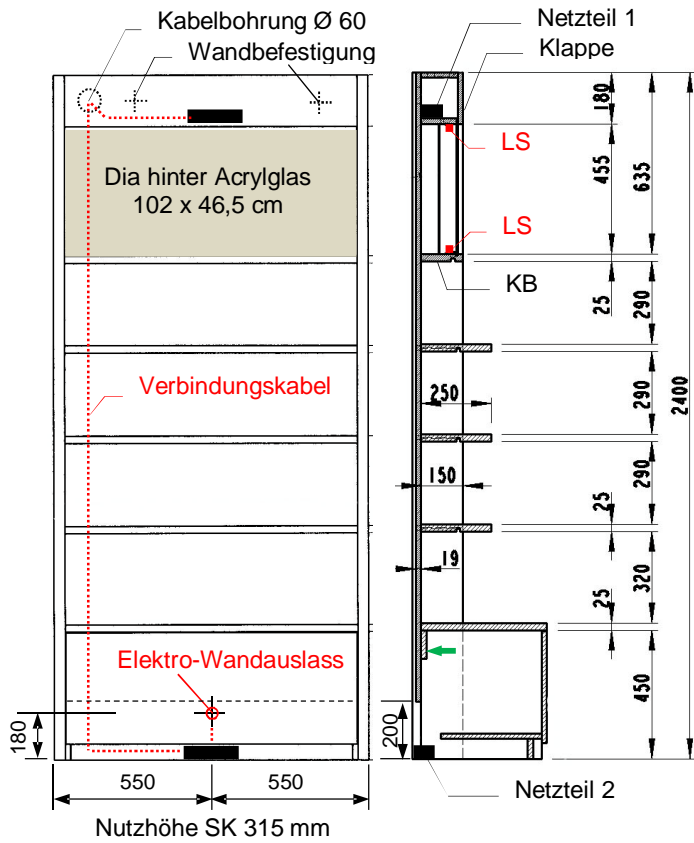 Kabelbohrung Ø 60
Wandbefestigung
Netzteil 1
Klappe
180
LS
455
635
Dia hinter Acrylglas
102 x 46,5 cm
LS
KB
25
290
Verbindungskabel
250
290
2400
150
290
25
19
320
25
Elektro-Wandauslass
450
180
200
550
550
Netzteil 2
Nutzhöhe SK 315 mm